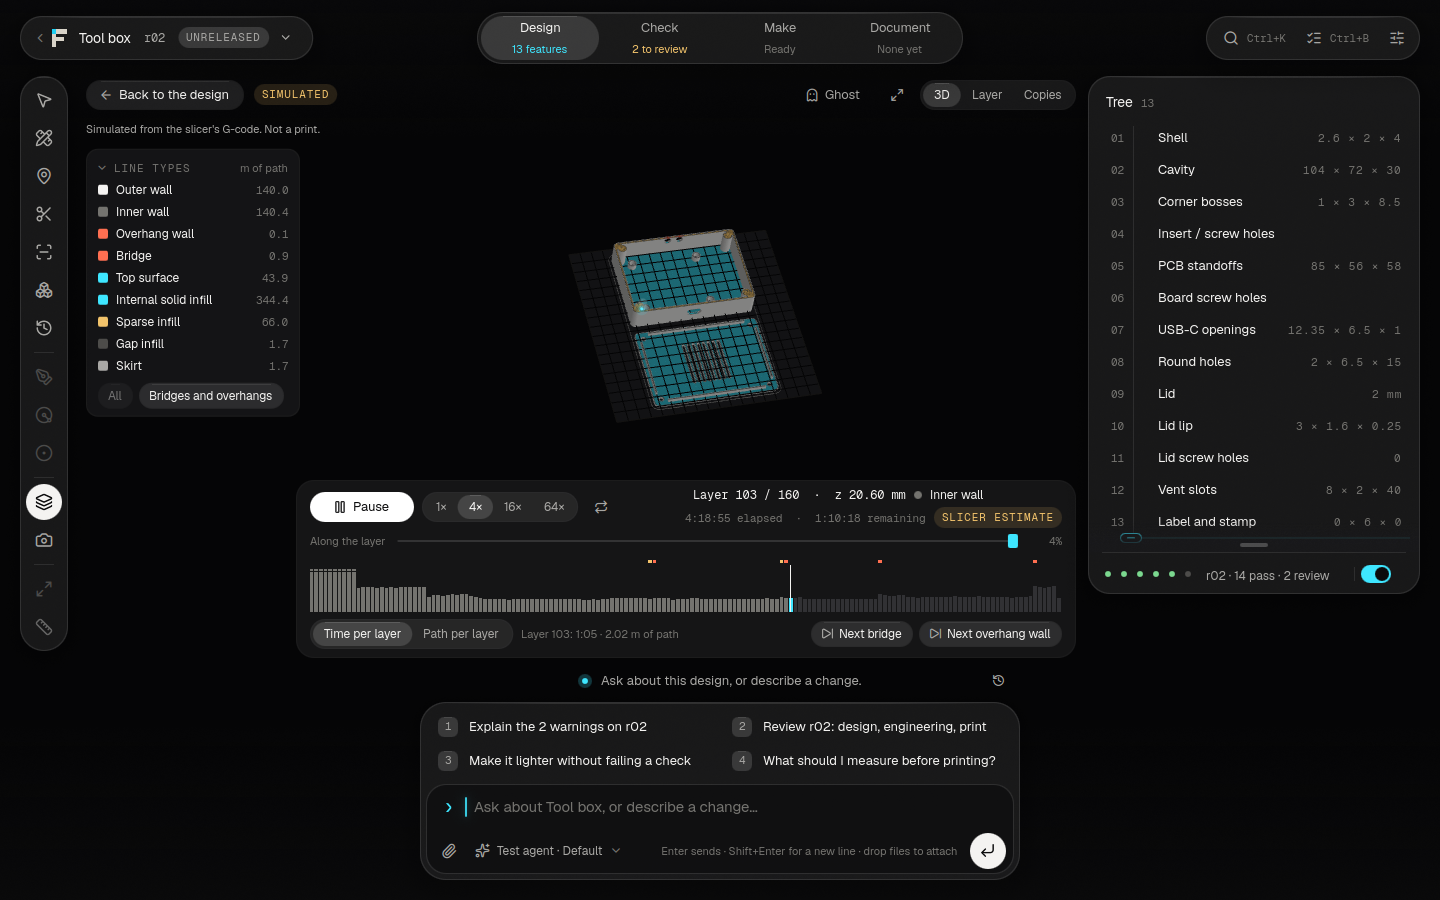 Tool box r02 UNRELEASED
Design
13 features
Check
2 to review
Make
Ready
Document
None yet
Ctrl+K
Ctrl+B
Back to the design
SIMULATED
Ghost
3D
Layer
Copies
Simulated from the slicer's G-code. Not a print.
LINE TYPES m of path
Outer wall 140.0
Inner wall 140.4
Overhang wall 0.1
Bridge 0.9
Top surface 43.9
Internal solid infill 344.4
Sparse infill 66.0
Gap infill 1.7
Skirt 1.7
All
Bridges and overhangs
Tree 13
01 Shell 2.6 × 2 × 4
02 Cavity 104 × 72 × 30
03 Corner bosses 1 × 3 × 8.5
04 Insert / screw holes
05 PCB standoffs 85 × 56 × 58
06 Board screw holes
07 USB-C openings 12.35 × 6.5 × 1
08 Round holes 2 × 6.5 × 15
09 Lid 2 mm
10 Lid lip 3 × 1.6 × 0.25
11 Lid screw holes 0
12 Vent slots 8 × 2 × 40
13 Label and stamp 0 × 6 × 0
r02 · 14 pass · 2 review
Pause
1×
4×
16×
64×
Layer 103 / 160 · z 20.60 mm Inner wall
4:18:55 elapsed · 1:10:18 remaining SLICER ESTIMATE
Along the layer 4%
Time per layer
Path per layer
Layer 103: 1:05 · 2.02 m of path
Next bridge
Next overhang wall
Ask about this design, or describe a change.
1 Explain the 2 warnings on r02
2 Review r02: design, engineering, print
3 Make it lighter without failing a check
4 What should I measure before printing?
Ask about Tool box, or describe a change…
Test agent · Default
Enter sends · Shift+Enter for a new line · drop files to attach